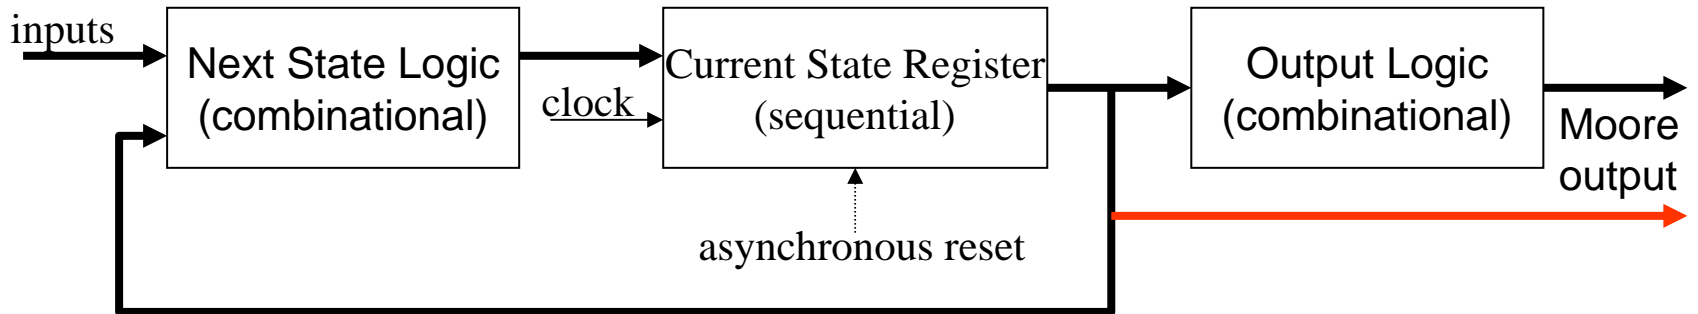 inputs
Next State Logic
(combinational)
clock
Current State Register
(sequential)
asynchronous reset
Output Logic
(combinational)
Moore
output